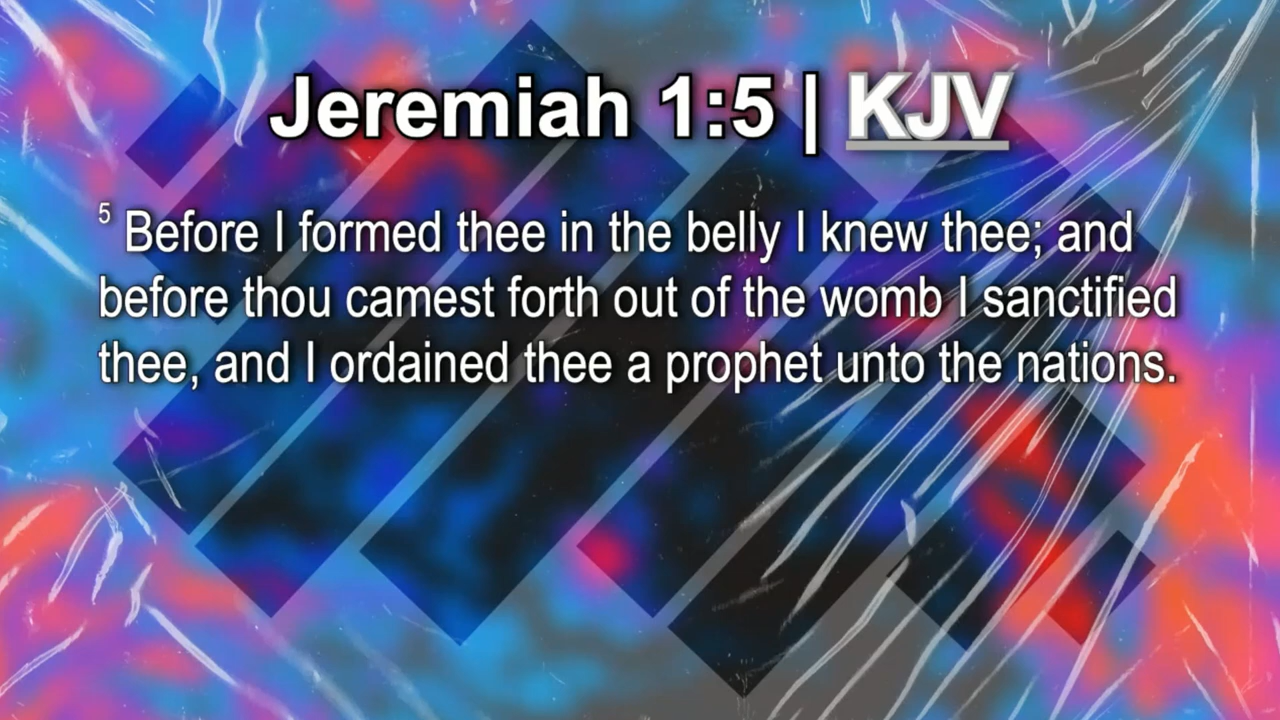 Jeremiah 1:5 | KJV
5 Before I formed thee in the belly I knew thee; and
before thou camest forth out of the womb I sanctified
thee, and I ordained thee a prophet unto the nations.